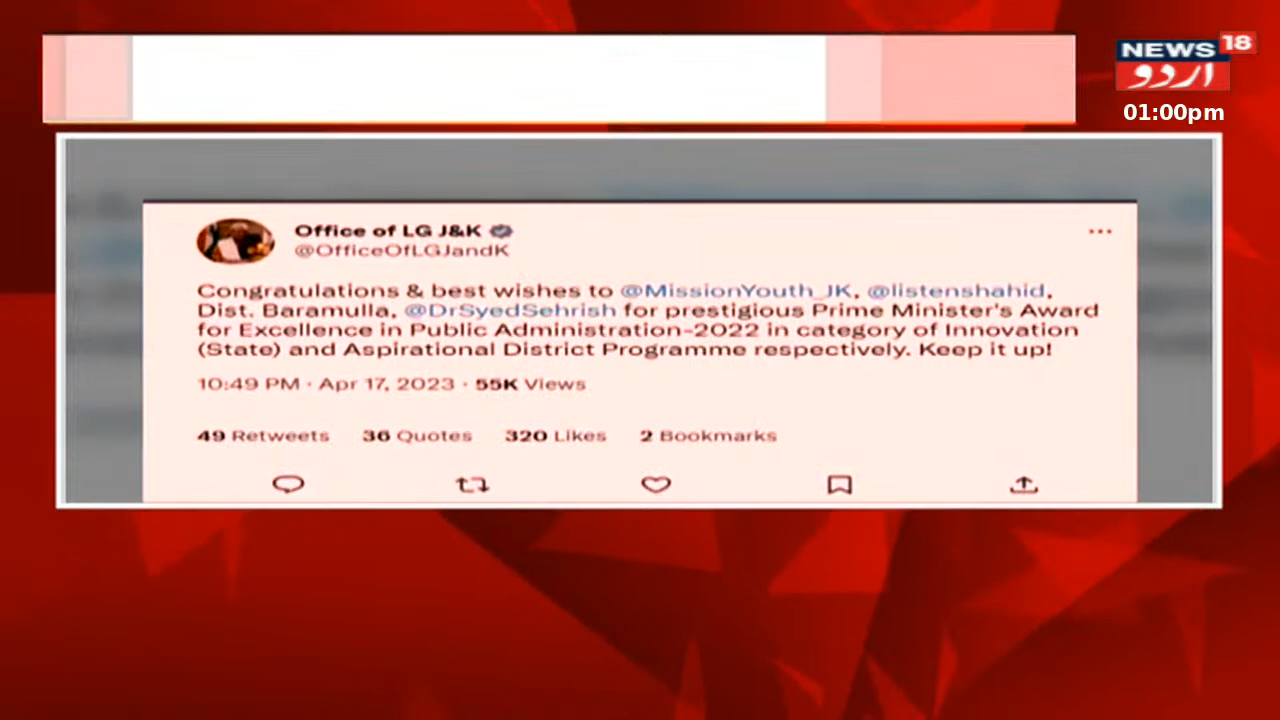 NEWS 18
اردو
01:00pm
Office of LG J&K
@OfficeOfLGJandK
Congratulations & best wishes to @MissionYouth_JK, @listenshahid,
Dist. Baramulla, @DrSyedSehrish for prestigious Prime Minister's Award
for Excellence in Public Administration-2022 in category of Innovation
(State) and Aspirational District Programme respectively. Keep it up!
10:49 PM · Apr 17, 2023 · 55K Views
49 Retweets 36 Quotes 320 Likes 2 Bookmarks